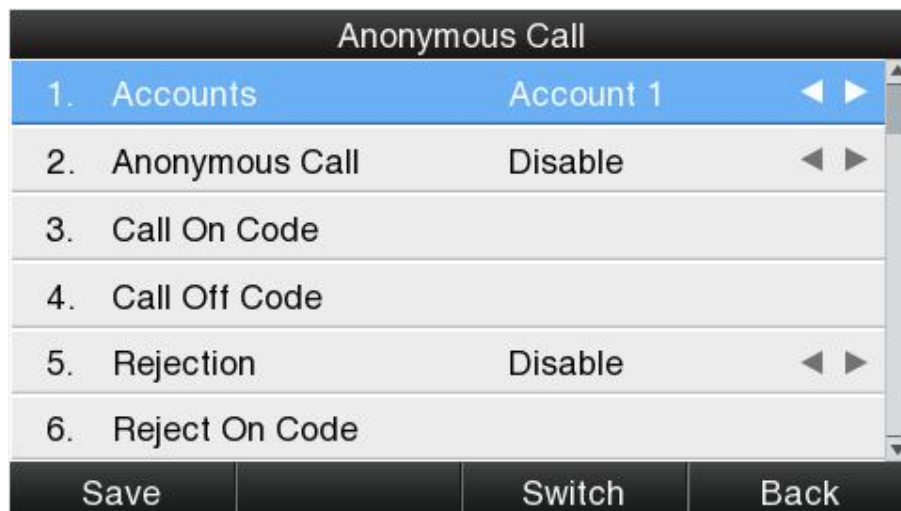 Anonymous Call
1. Accounts Account 1
2. Anonymous Call Disable
3. Call On Code
4. Call Off Code
5. Rejection Disable
6. Reject On Code
Save Switch Back